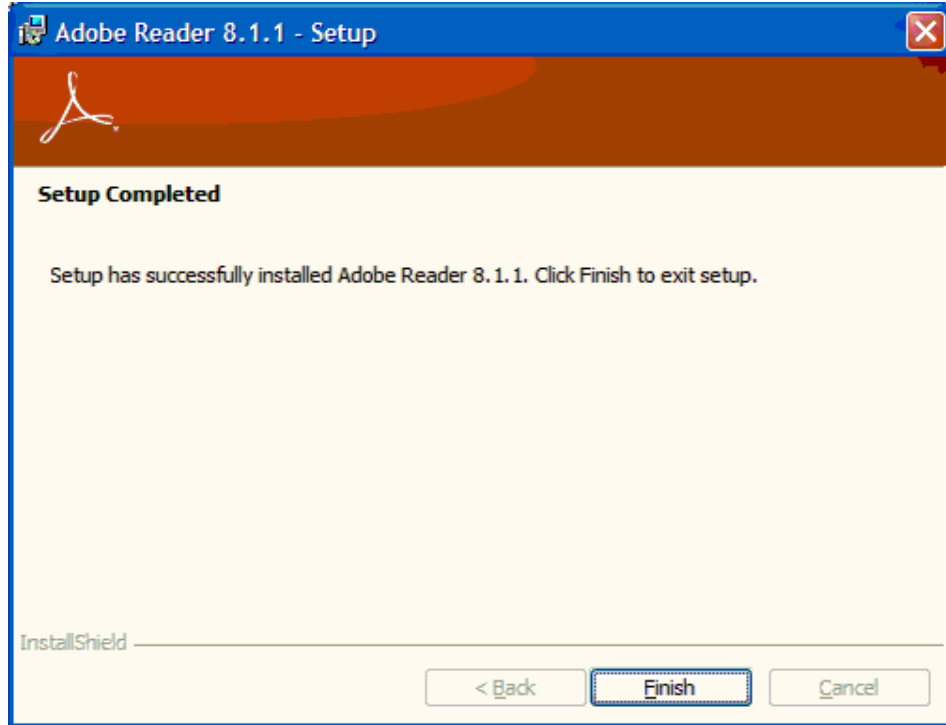 Adobe Reader 8.1.1 - Setup
Setup Completed
Setup has successfully installed Adobe Reader 8.1.1. Click Finish to exit setup.
InstallShield
< Back Finish Cancel